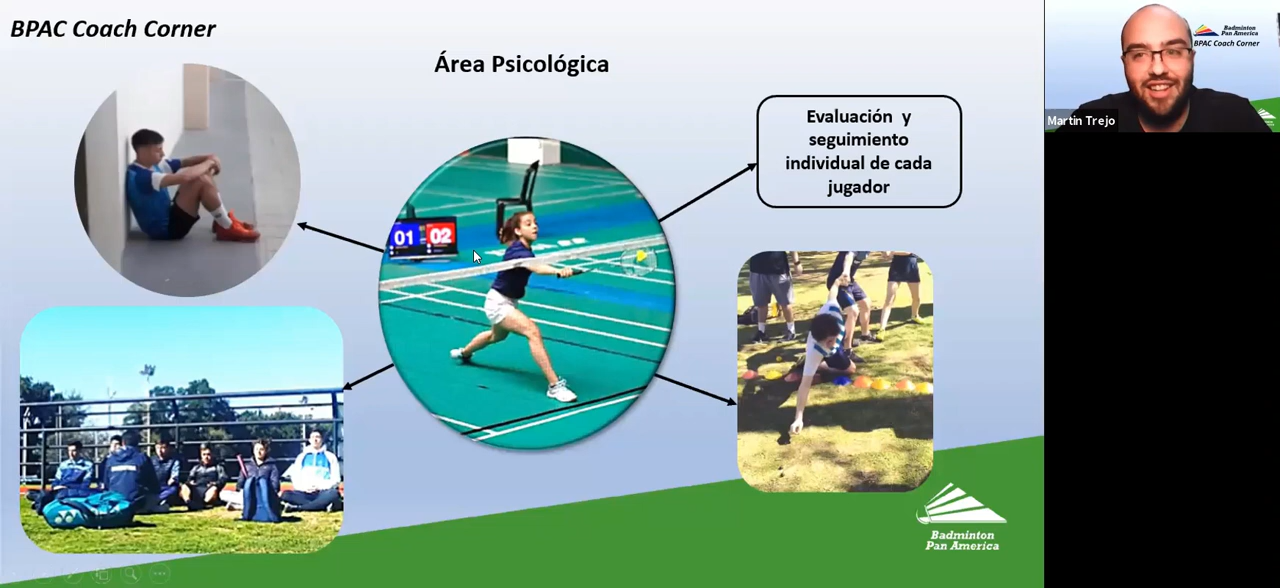 BPAC Coach Corner
Área Psicológica
Evaluación y
seguimiento
individual de cada
jugador
01 02
Badminton
Pan America
Badminton
Pan America
BPAC Coach Corner
Martin Trejo